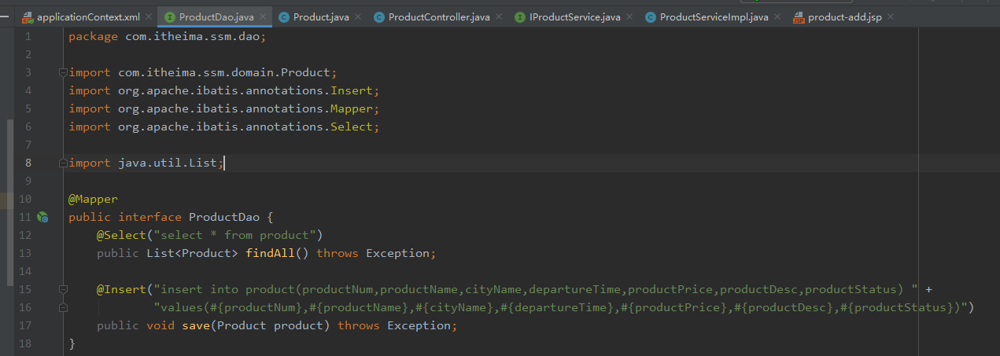 applicationContext.xml ProductDao.java Product.java ProductController.java IProductService.java ProductServiceImpl.java product-add.jsp
1 package com.itheima.ssm.dao;
2
3 import com.itheima.ssm.domain.Product;
4 import org.apache.ibatis.annotations.Insert;
5 import org.apache.ibatis.annotations.Mapper;
6 import org.apache.ibatis.annotations.Select;
7
8 import java.util.List;
9
10 @Mapper
11 public interface ProductDao {
12 @Select("select * from product")
13 public List<Product> findAll() throws Exception;
14
15 @Insert("insert into product(productNum,productName,cityName,departureTime,productPrice,productDesc,productStatus) " +
16 "values(#{productNum},#{productName},#{cityName},#{departureTime},#{productPrice},#{productDesc},#{productStatus})")
17 public void save(Product product) throws Exception;
18 }